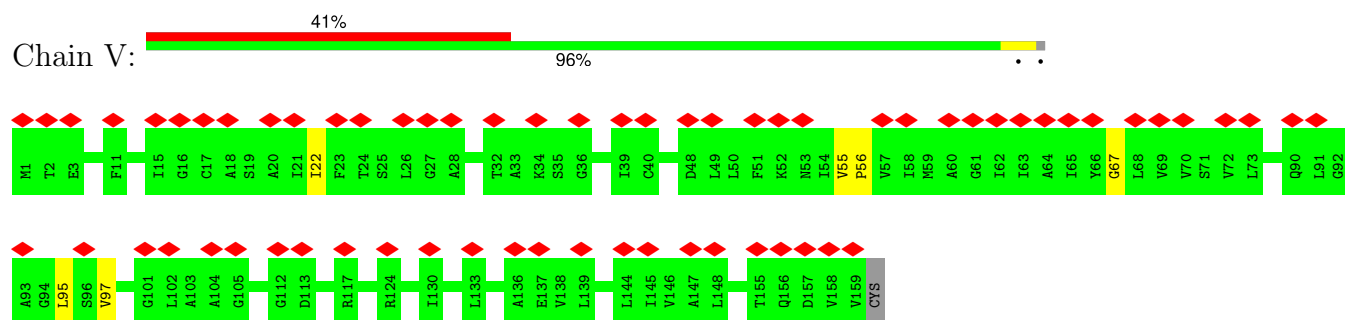 41%
Chain V:
96%
. .
M1 T2 E3 F11 I15 G16 C17 A18 S19 A20 I21 I22 F23 T24 S25 L26 G27 A28 T32 A33 K34 S35 G36 I39 C40 D48 L49 L50 F51 K52 N53 I54 V55 P56 V57 I58 M59 A60 G61 I62 I63 A64 I65 Y66 G67 L68 V69 V70 S71 V72 L73 Q90 L91 G92
A93 G94 L95 S96 V97 G101 L102 A103 A104 G105 G112 D113 R117 R124 I130 L133 A136 E137 V138 L139 L144 I145 V146 A147 L148 T155 Q156 D157 V158 V159 CYS